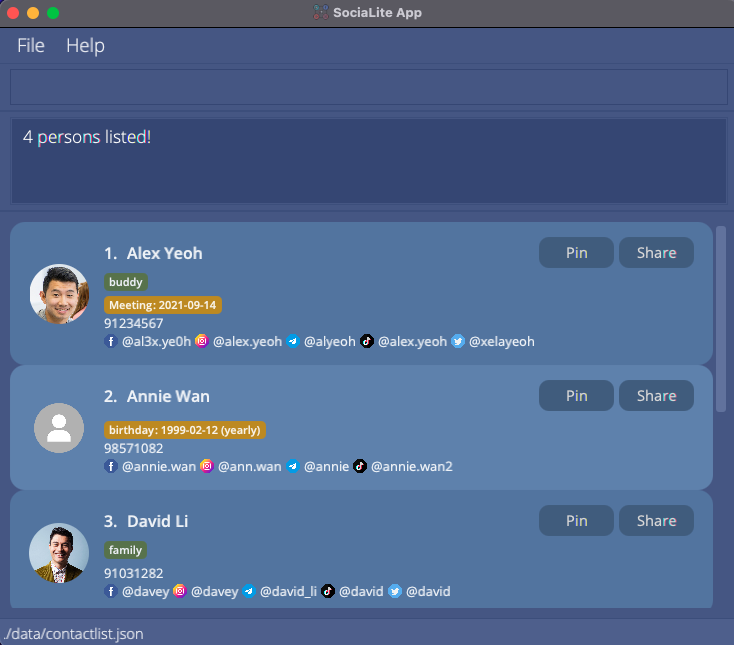 SociaLite App
File Help
4 persons listed!
1. Alex Yeoh
Pin Share
buddy
Meeting: 2021-09-14
91234567
@al3x.ye0h @alex.yeoh @alyeoh @alex.yeoh @xelayeoh
2. Annie Wan
Pin Share
birthday: 1999-02-12 (yearly)
98571082
@annie.wan @ann.wan @annie @annie.wan2
3. David Li
Pin Share
family
91031282
@davey @davey @david_li @david @david
./data/contactlist.json